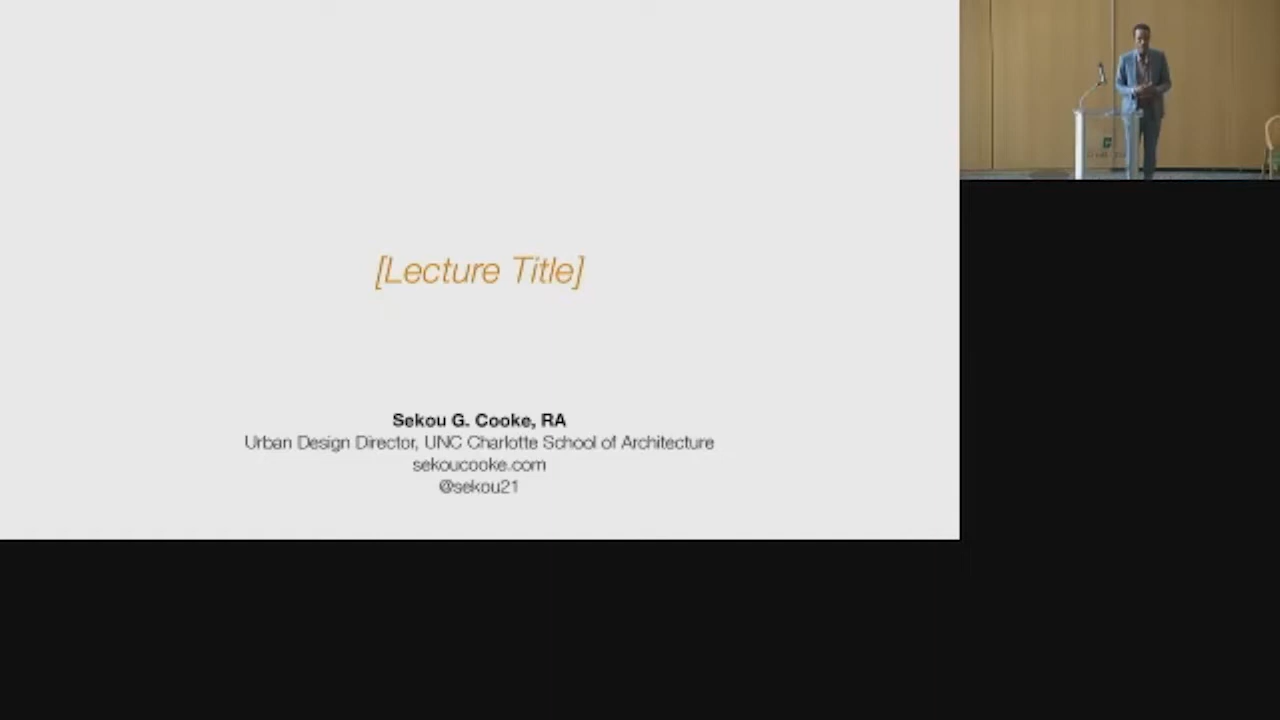 [Lecture Title]
Sekou G. Cooke, RA
Urban Design Director, UNC Charlotte School of Architecture
sekoucooke.com
@sekou21